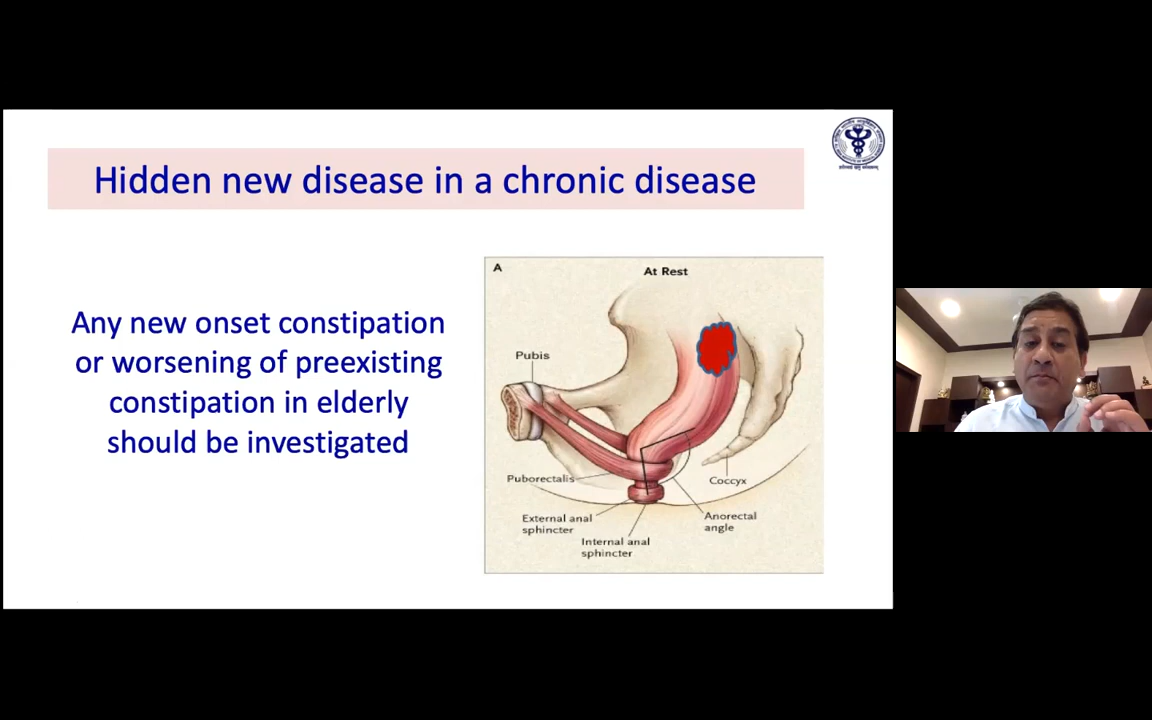 Hidden new disease in a chronic disease
Any new onset constipation
or worsening of preexisting
constipation in elderly
should be investigated
A
At Rest
Pubis
Puborectalis
Coccyx
External anal
sphincter
Internal anal
sphincter
Anorectal
angle